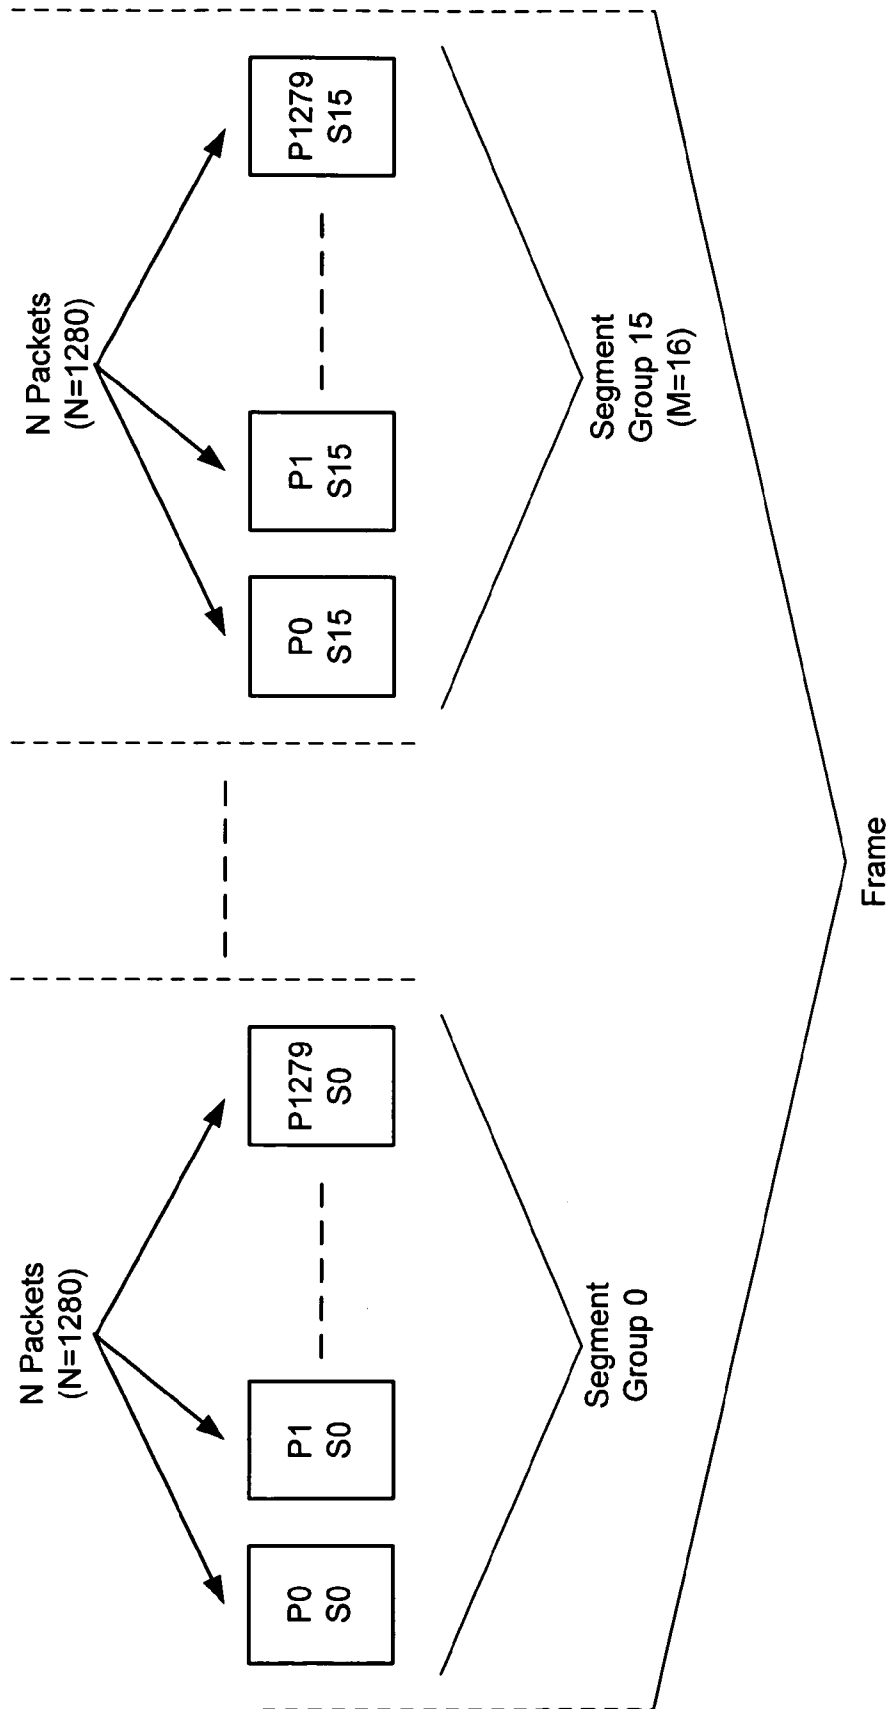 N Packets
(N=1280)
P0
S0
P1
S0
P1279
S0
Segment
Group 0
N Packets
(N=1280)
P0
S15
P1
S15
P1279
S15
Segment
Group 15
(M=16)
Frame